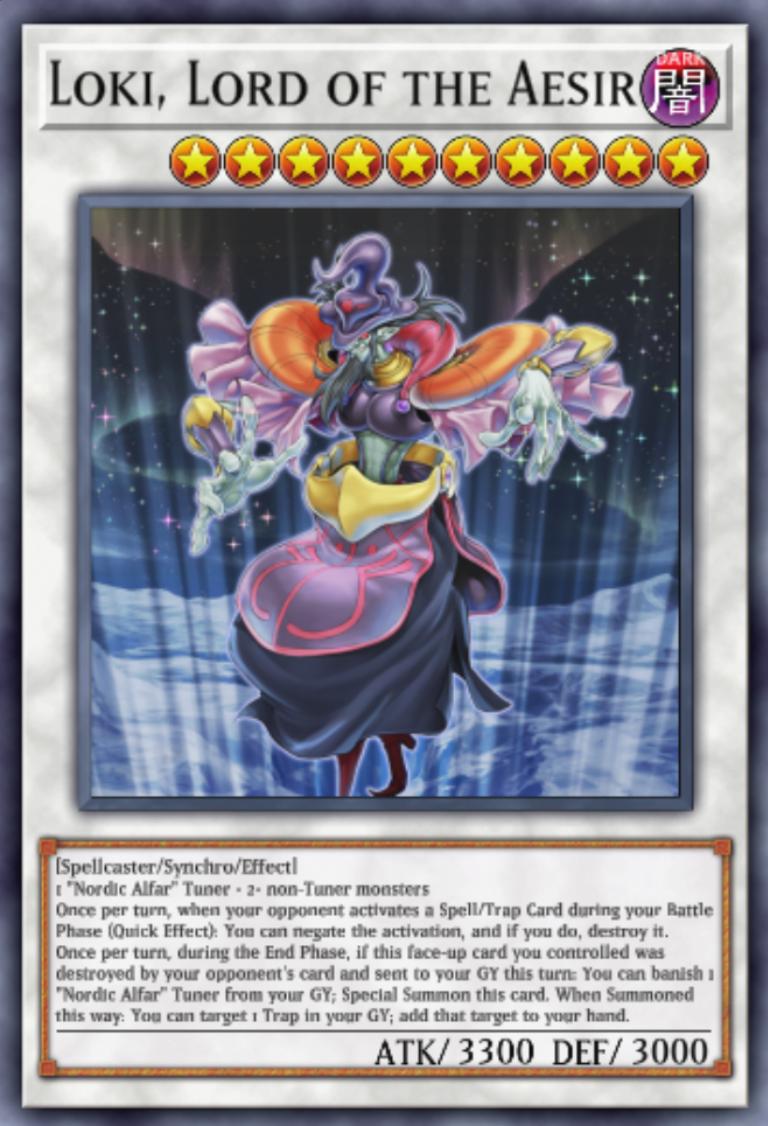 LOKI, LORD OF THE AESIR
DARK
闇
[Spellcaster/Synchro/Effect]
1 "Nordic Alfar" Tuner + 2+ non-Tuner monsters
Once per turn, when your opponent activates a Spell/Trap Card during your Battle
Phase (Quick Effect): You can negate the activation, and if you do, destroy it.
Once per turn, during the End Phase, if this face-up card you controlled was
destroyed by your opponent's card and sent to your GY this turn: You can banish 1
"Nordic Alfar" Tuner from your GY; Special Summon this card. When Summoned
this way: You can target 1 Trap in your GY; add that target to your hand.
ATK/ 3300 DEF/ 3000